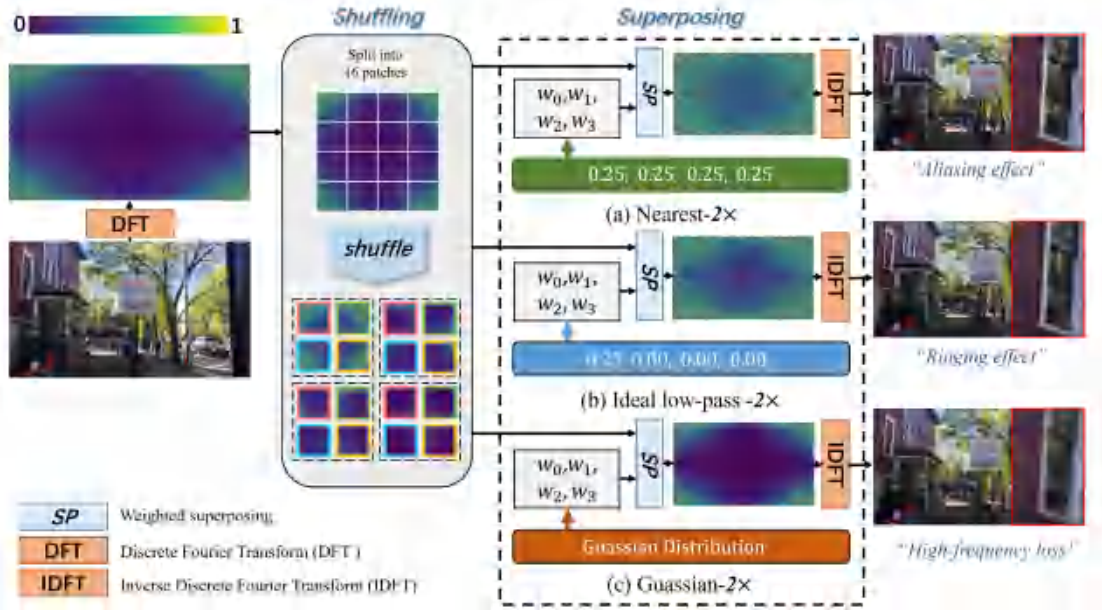 Shuffling
Superposing
0
1
Split into
16 patches
shuffle
DFT
w0,w1,
w2,w3
SP
IDFT
0.25, 0.25, 0.25, 0.25
(a) Nearest-2×
"Aliaxing effect"
w0,w1,
w2,w3
SP
IDFT
0.25, 0.00, 0.00, 0.00
(b) Ideal low-pass -2×
"Ringing effect"
w0,w1,
w2,w3
SP
IDFT
Guassian Distribution
(c) Guassian-2×
"High-frequency loss"
SP
Weighted superposing
DFT
Discrete Fourier Transform (DFT )
IDFT
Inverse Discrete Fourier Transform (IDFT)